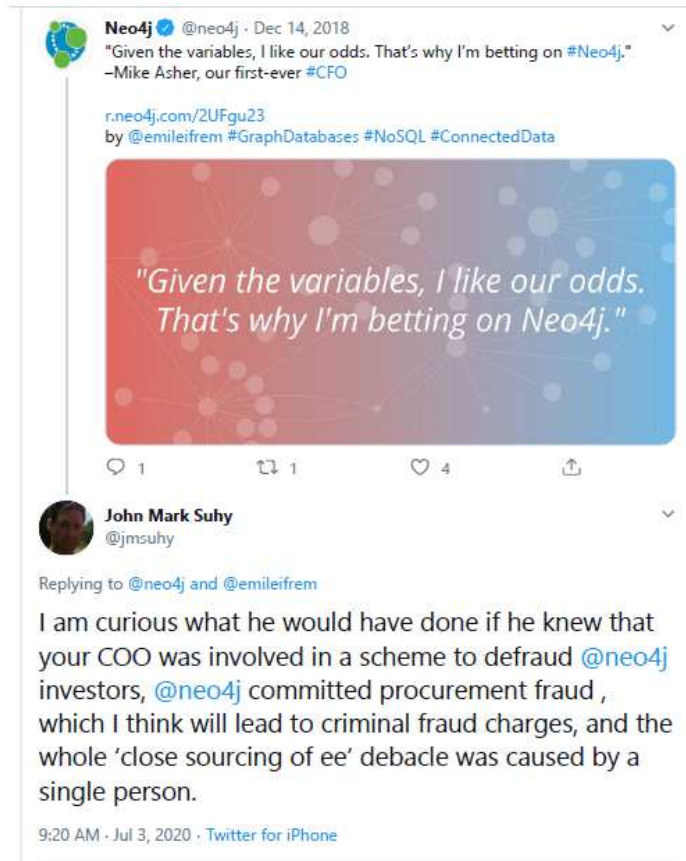 Neo4j @neo4j · Dec 14, 2018
"Given the variables, I like our odds. That's why I'm betting on #Neo4j."
–Mike Asher, our first-ever #CFO
r.neo4j.com/2UFgu23
by @emileifrem #GraphDatabases #NoSQL #ConnectedData
"Given the variables, I like our odds.
That's why I'm betting on Neo4j."
1 1 4
John Mark Suhy
@jmsuhy
Replying to @neo4j and @emileifrem
I am curious what he would have done if he knew that
your COO was involved in a scheme to defraud @neo4j
investors, @neo4j committed procurement fraud ,
which I think will lead to criminal fraud charges, and the
whole ‘close sourcing of ee’ debacle was caused by a
single person.
9:20 AM · Jul 3, 2020 · Twitter for iPhone